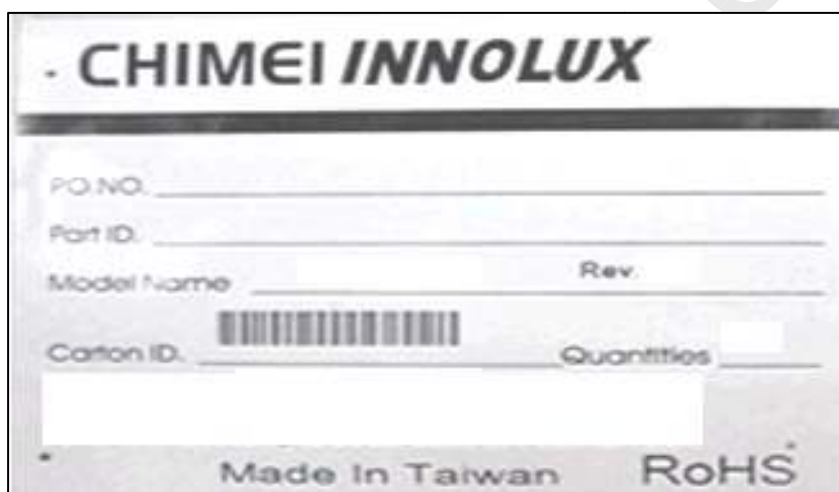 CHIMEI INNOLUX
PO.NO.
Part ID.
Model Name Rev.
Carton ID. Quantities
Made In Taiwan RoHS